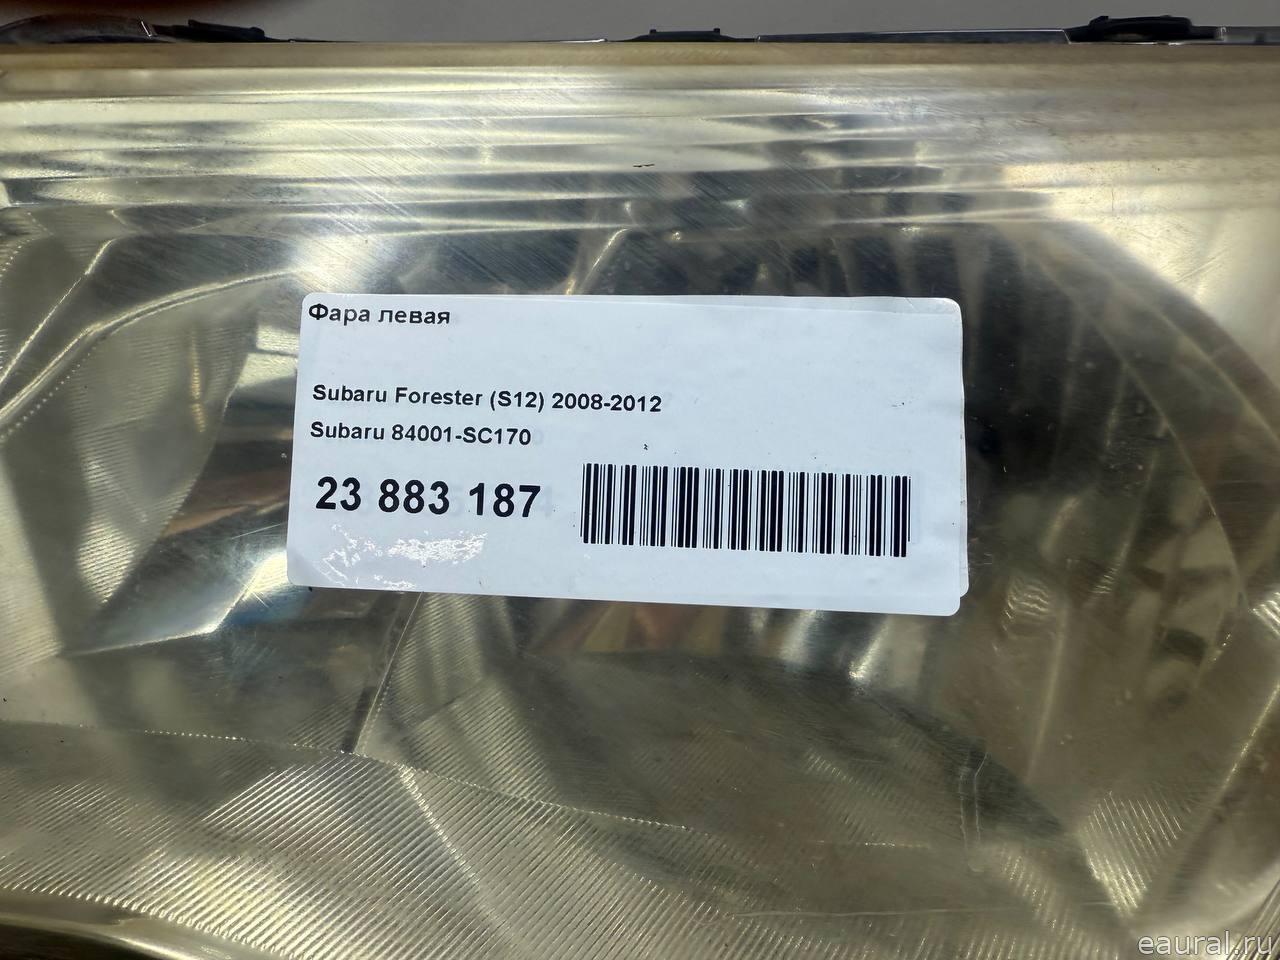 Фара левая
Subaru Forester (S12) 2008-2012
Subaru 84001-SC170
23 883 187
eaural.ru